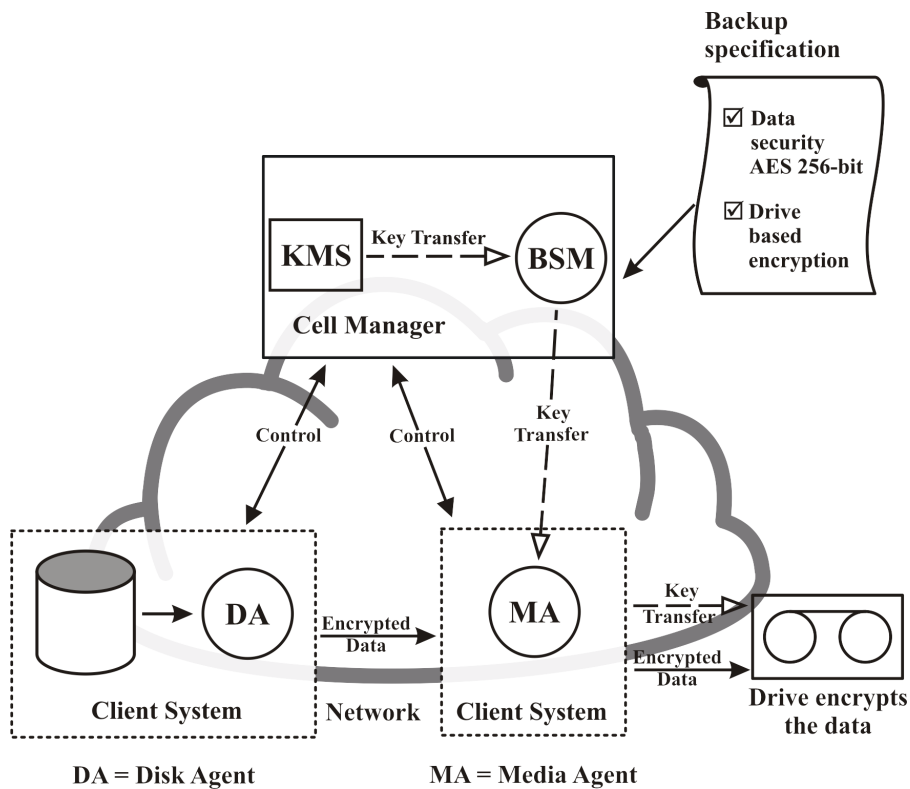 Backup
specification
Data
security
AES 256-bit
Drive
based
encryption
KMS
Key Transfer
BSM
Cell Manager
Control
Control
Key
Transfer
DA
Encrypted
Data
MA
Key
Transfer
Encrypted
Data
Client System
Network
Client System
Drive encrypts
the data
DA = Disk Agent
MA = Media Agent